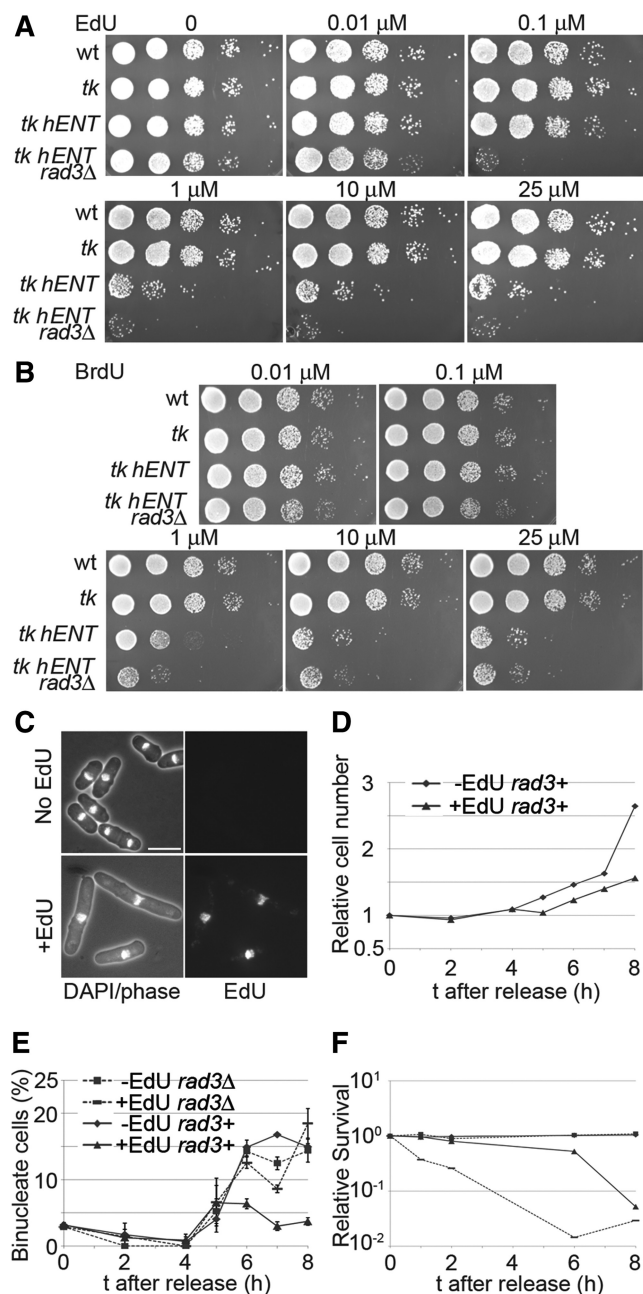 A EdU 0 0.01 µM 0.1 µM
wt
tk
tk hENT
tk hENT
rad3Δ
1 µM 10 µM 25 µM
wt
tk
tk hENT
tk hENT
rad3Δ
B BrdU 0.01 µM 0.1 µM
wt
tk
tk hENT
tk hENT
rad3Δ
1 µM 10 µM 25 µM
wt
tk
tk hENT
tk hENT
rad3Δ
C
No EdU
+EdU
DAPI/phase EdU
D
Relative cell number
3
2
1
0.5
-EdU rad3+
+EdU rad3+
0 2 4 6 8
t after release (h)
E
Binucleate cells (%)
25
20
10
0
-EdU rad3Δ
+EdU rad3Δ
-EdU rad3+
+EdU rad3+
0 2 4 6 8
t after release (h)
F
Relative Survival
10¹
10⁰
10⁻¹
10⁻²
0 2 4 6 8
t after release (h)